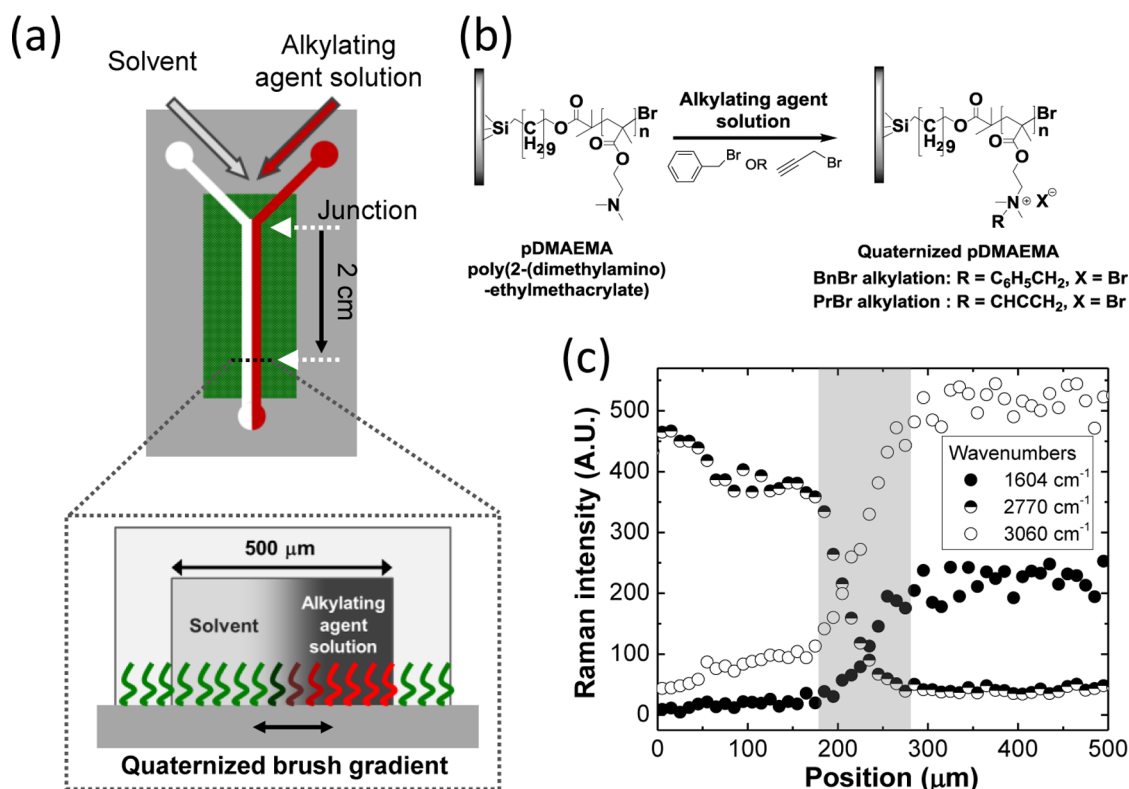 (a)
Solvent
Alkylating
agent solution
Junction
2 cm
500 μm
Solvent
Alkylating
agent
solution
Quaternized brush gradient
(b)
Si
C
H
9
O
O
O
O
Br
n
N
Alkylating agent
solution
Br
OR
Br
Si
C
H
9
O
O
O
O
Br
n
N
⊕
X⊖
R
pDMAEMA
poly(2-(dimethylamino)
-ethylmethacrylate)
Quaternized pDMAEMA
BnBr alkylation: R = C6H5CH2, X = Br
PrBr alkylation : R = CHCCH2, X = Br
(c)
Raman intensity (A.U.)
500
400
300
200
100
0
Wavenumbers
1604 cm-1
2770 cm-1
3060 cm-1
0 100 200 300 400 500
Position (μm)